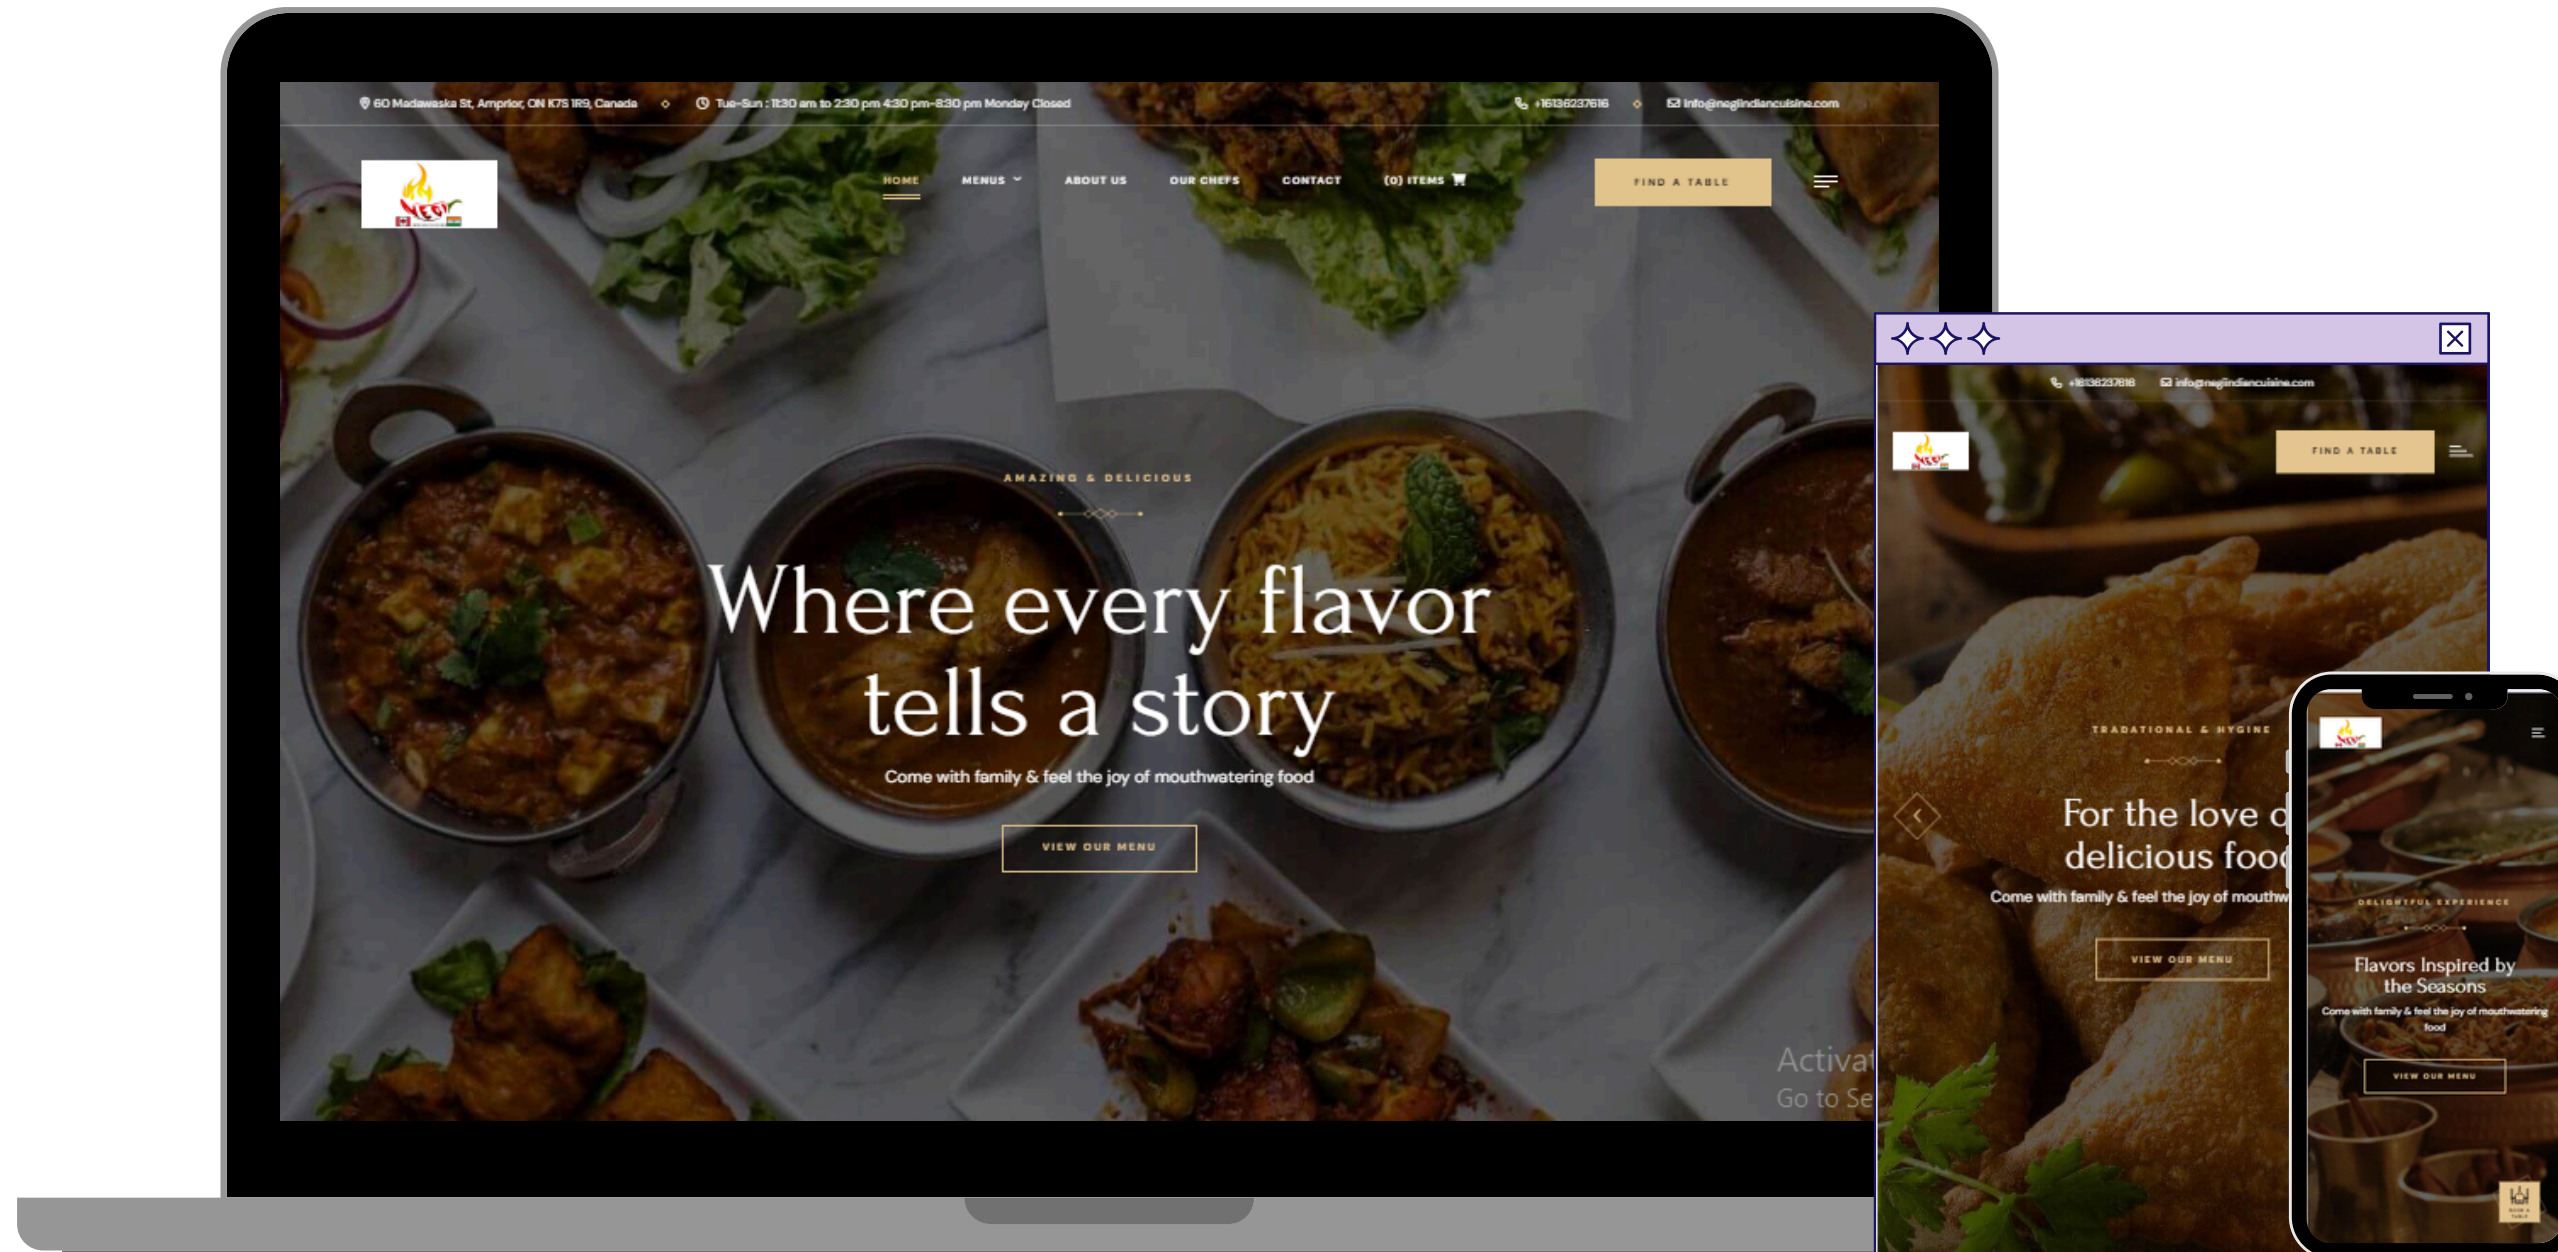 60 Madawaska St, Arnprior, ON K7S 1R9, Canada
Tue-Sun : 11:30 am to 2:30 pm 4:30 pm-8:30 pm Monday Closed
+16136237616
info@negiindiancuisine.com
NEGI
HOME
MENUS
ABOUT US
OUR CHEFS
CONTACT
(0) ITEMS
FIND A TABLE
AMAZING & DELICIOUS
Where every flavor
tells a story
Come with family & feel the joy of mouthwatering food
VIEW OUR MENU
Activat
Go to Se
+16136237616
info@negiindiancuisine.com
NEGI
FIND A TABLE
TRADATIONAL & HYGINE
For the love o
delicious food
Come with family & feel the joy of mouthw
VIEW OUR MENU
NEGI
DELIGHTFUL EXPERIENCE
Flavors Inspired by
the Seasons
Come with family & feel the joy of mouthwatering
food
VIEW OUR MENU
BOOK A
TABLE